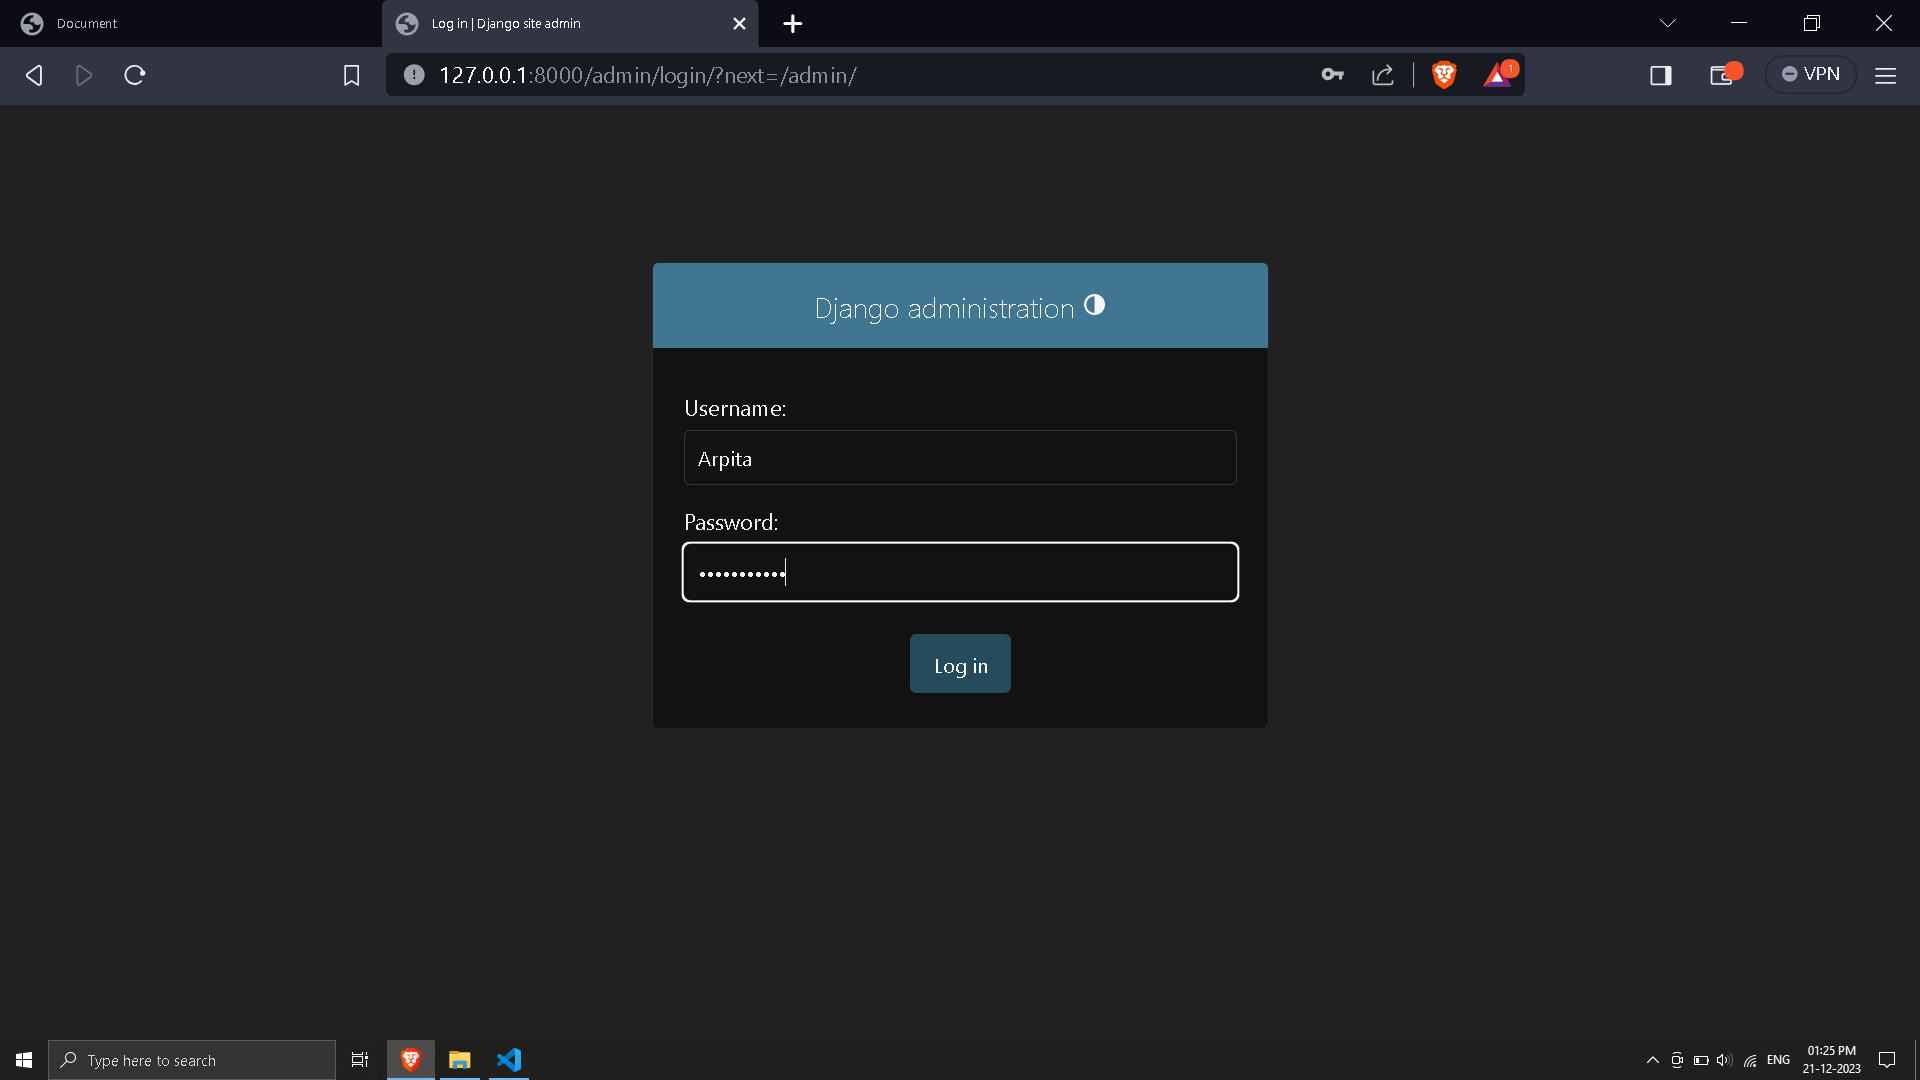 Document
Log in | Django site admin
127.0.0.1:8000/admin/login/?next=/admin/
1
VPN
Django administration
Username:
Arpita
Password:
•••••••••••
Log in
Type here to search
ENG
01:25 PM
21-12-2023